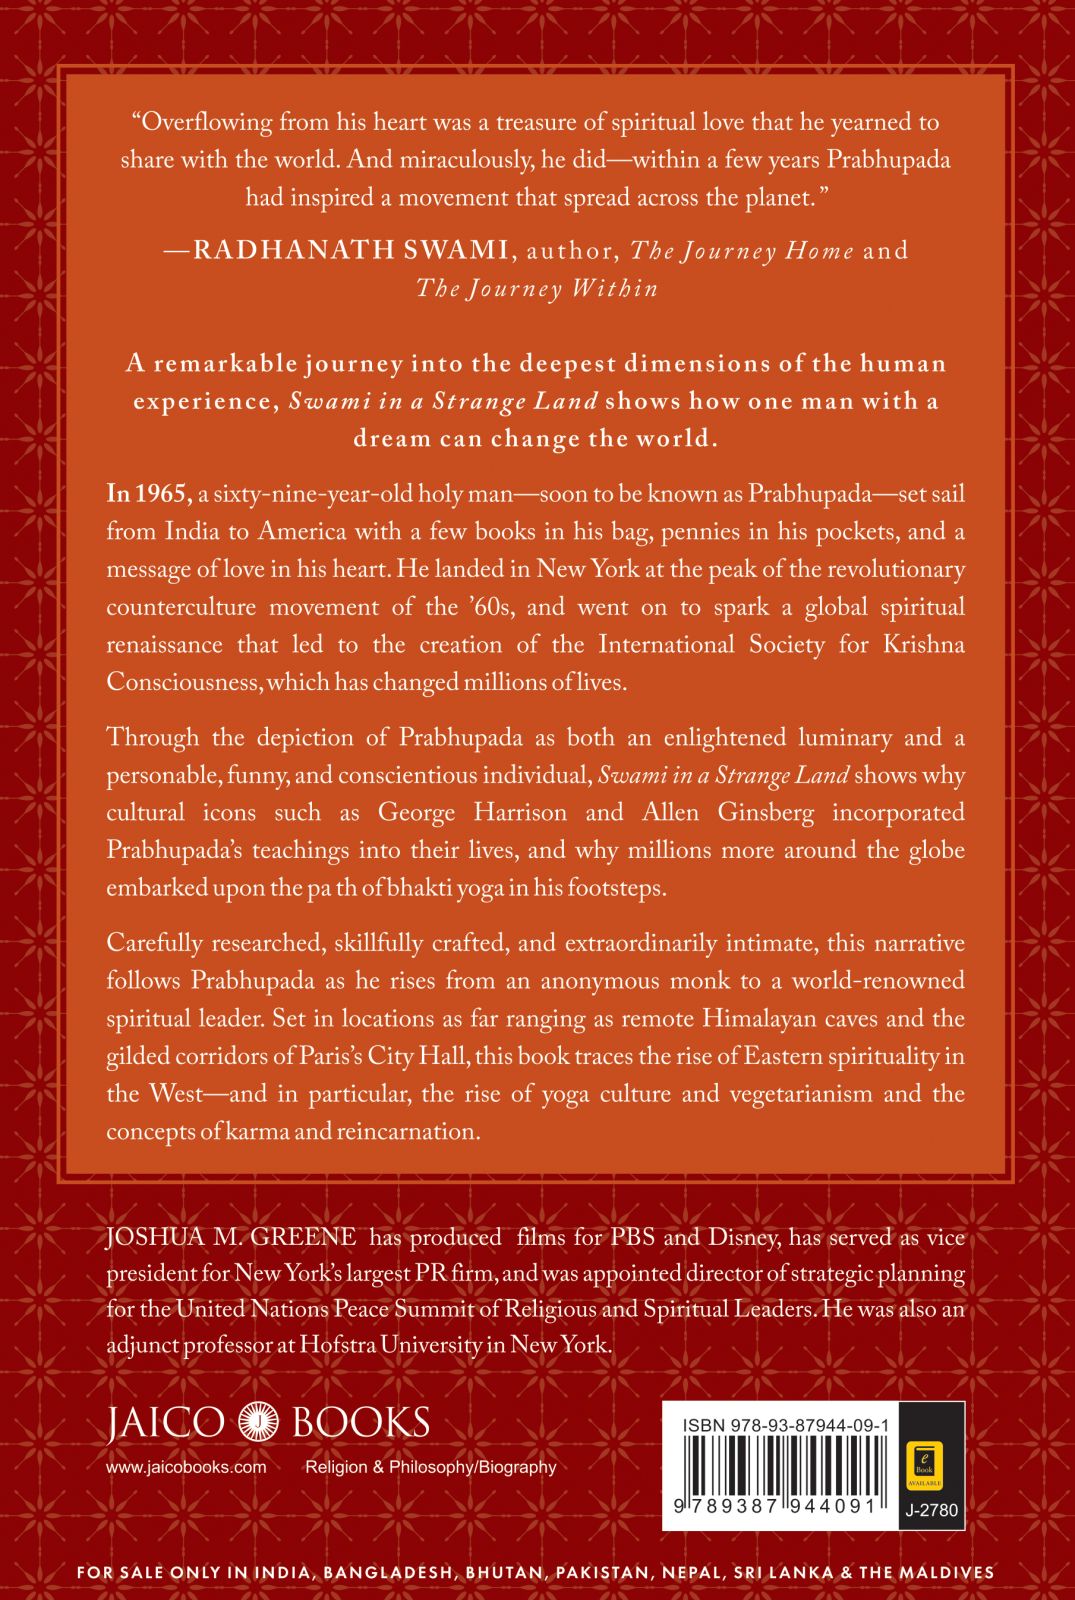 “Overflowing from his heart was a treasure of spiritual love that he yearned to
share with the world. And miraculously, he did—within a few years Prabhupada
had inspired a movement that spread across the planet.”
—RADHANATH SWAMI, author, The Journey Home and
The Journey Within
A remarkable journey into the deepest dimensions of the human
experience, Swami in a Strange Land shows how one man with a
dream can change the world.
In 1965, a sixty-nine-year-old holy man—soon to be known as Prabhupada—set sail
from India to America with a few books in his bag, pennies in his pockets, and a
message of love in his heart. He landed in New York at the peak of the revolutionary
counterculture movement of the ’60s, and went on to spark a global spiritual
renaissance that led to the creation of the International Society for Krishna
Consciousness, which has changed millions of lives.
Through the depiction of Prabhupada as both an enlightened luminary and a
personable, funny, and conscientious individual, Swami in a Strange Land shows why
cultural icons such as George Harrison and Allen Ginsberg incorporated
Prabhupada’s teachings into their lives, and why millions more around the globe
embarked upon the pa th of bhakti yoga in his footsteps.
Carefully researched, skillfully crafted, and extraordinarily intimate, this narrative
follows Prabhupada as he rises from an anonymous monk to a world-renowned
spiritual leader. Set in locations as far ranging as remote Himalayan caves and the
gilded corridors of Paris’s City Hall, this book traces the rise of Eastern spirituality in
the West—and in particular, the rise of yoga culture and vegetarianism and the
concepts of karma and reincarnation.
JOSHUA M. GREENE has produced films for PBS and Disney, has served as vice
president for New York’s largest PR firm, and was appointed director of strategic planning
for the United Nations Peace Summit of Religious and Spiritual Leaders. He was also an
adjunct professor at Hofstra University in New York.
JAICO J BOOKS
www.jaicobooks.com Religion & Philosophy/Biography
ISBN 978-93-87944-09-1
9 789387 944091
e
Book
AVAILABLE
J-2780
FOR SALE ONLY IN INDIA, BANGLADESH, BHUTAN, PAKISTAN, NEPAL, SRI LANKA & THE MALDIVES